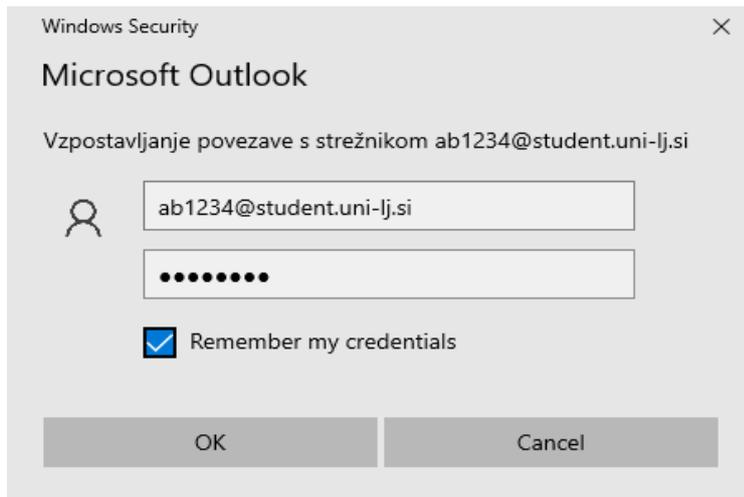 Windows Security
Microsoft Outlook
Vzpostavljanje povezave s strežnikom ab1234@student.uni-lj.si
ab1234@student.uni-lj.si
●●●●●●●●
Remember my credentials
OK
Cancel